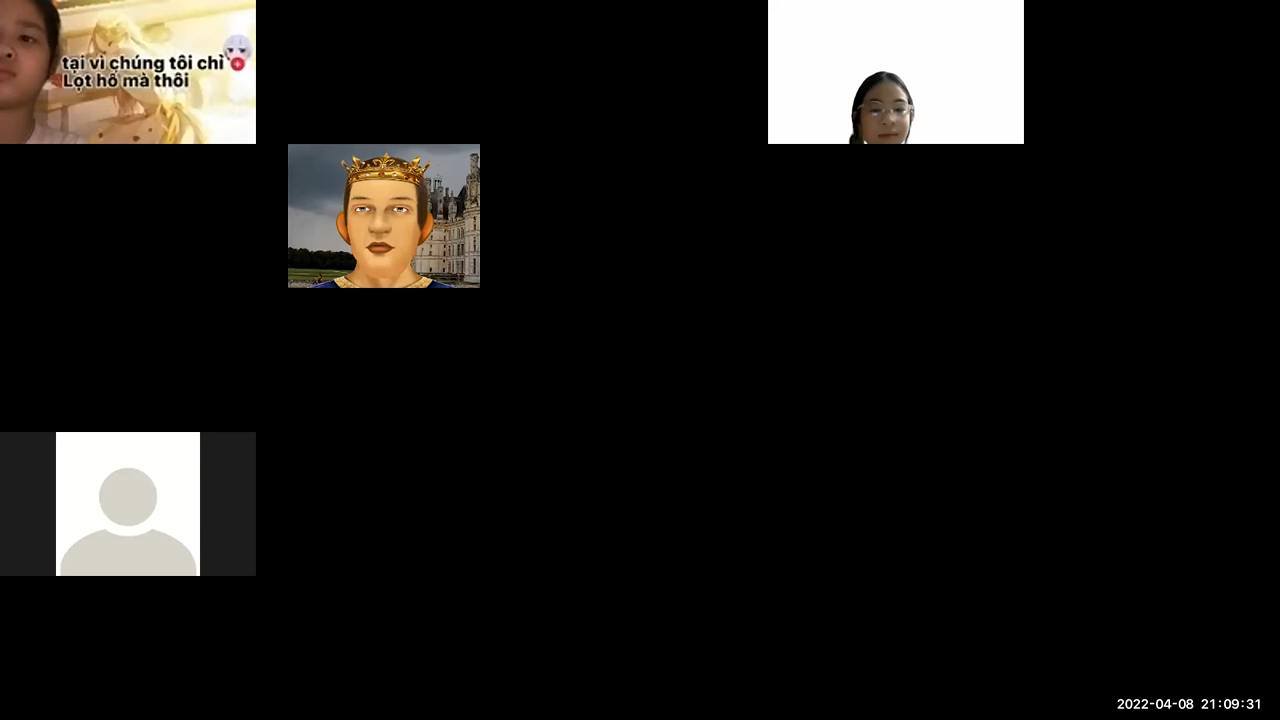 tại vì chúng tôi chỉ
Lọt hố mà thôi
2022-04-08 21:09:31